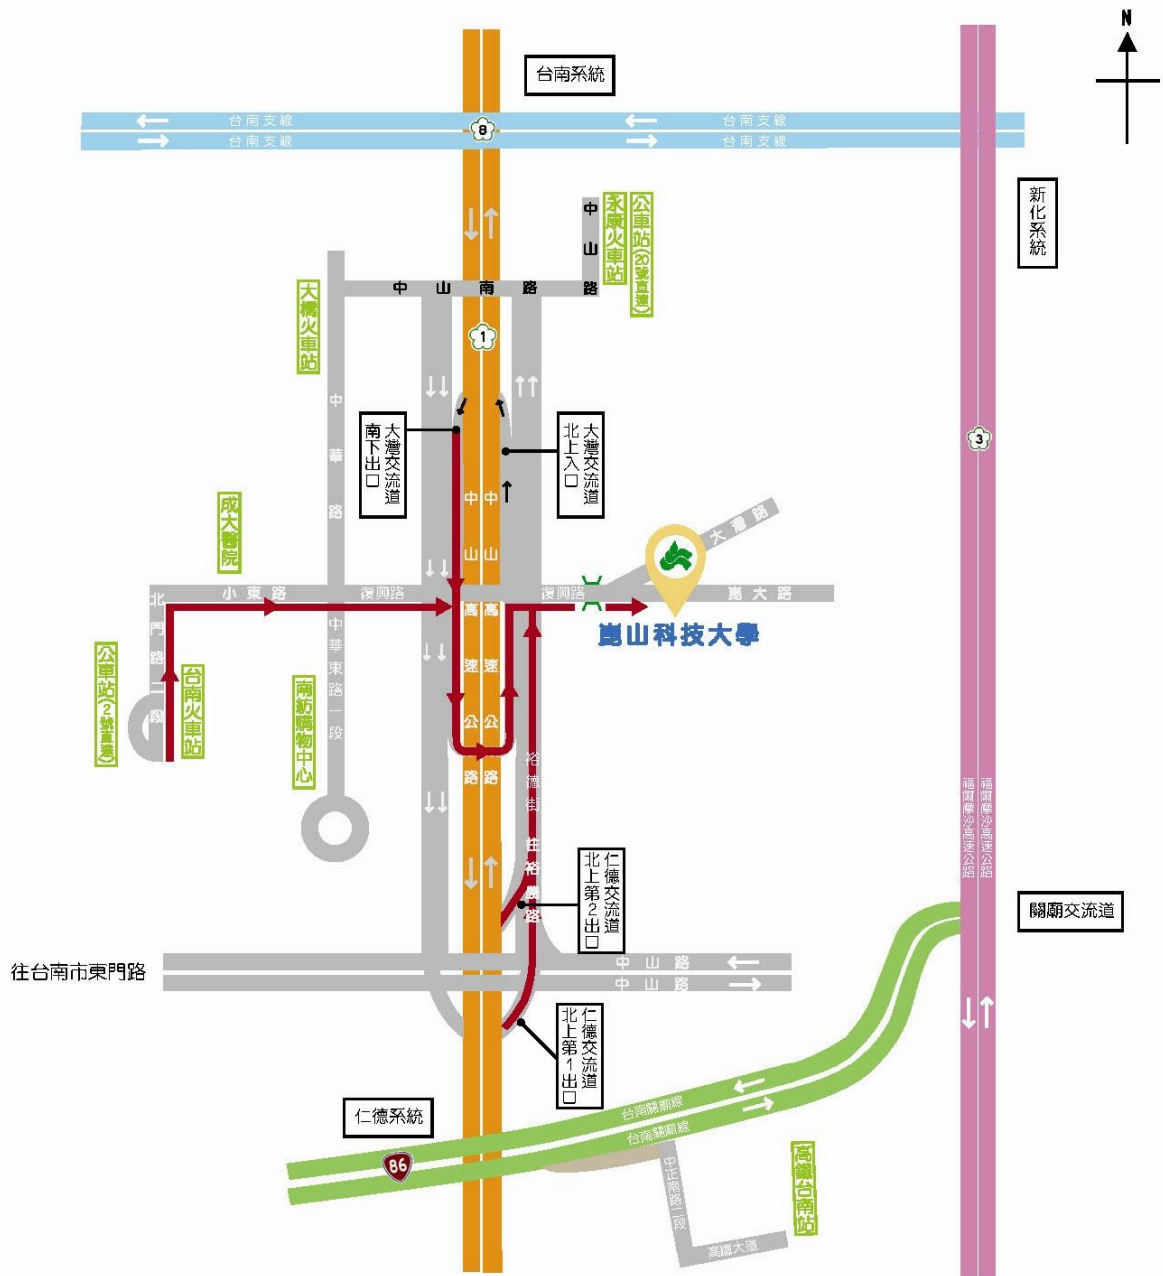 N
台南系統
台南支線
台南支線
台南支線
台南支線
8
新化系統
中山路
永康火車站
公車站(20號直達)
中山南路
大橋火車站
1
中華路
大灣交流道
南下出口
大灣交流道
北上入口
3
成大醫院
大灣路
北門路二段
小東路
復興路
復興路
崑大路
崑山科技大學
中山高速公路
中山高速公路
公車站(2號直達)
台南火車站
中華東路一段
南紡購物中心
裕德街
往裕農路
福爾摩沙高速公路
福爾摩沙高速公路
仁德交流道
北上第2出口
關廟交流道
往台南市東門路
中山路
中山路
仁德交流道
北上第1出口
仁德系統
台南關廟線
台南關廟線
86
中正南路二段
高鐵台南站
高鐵大道